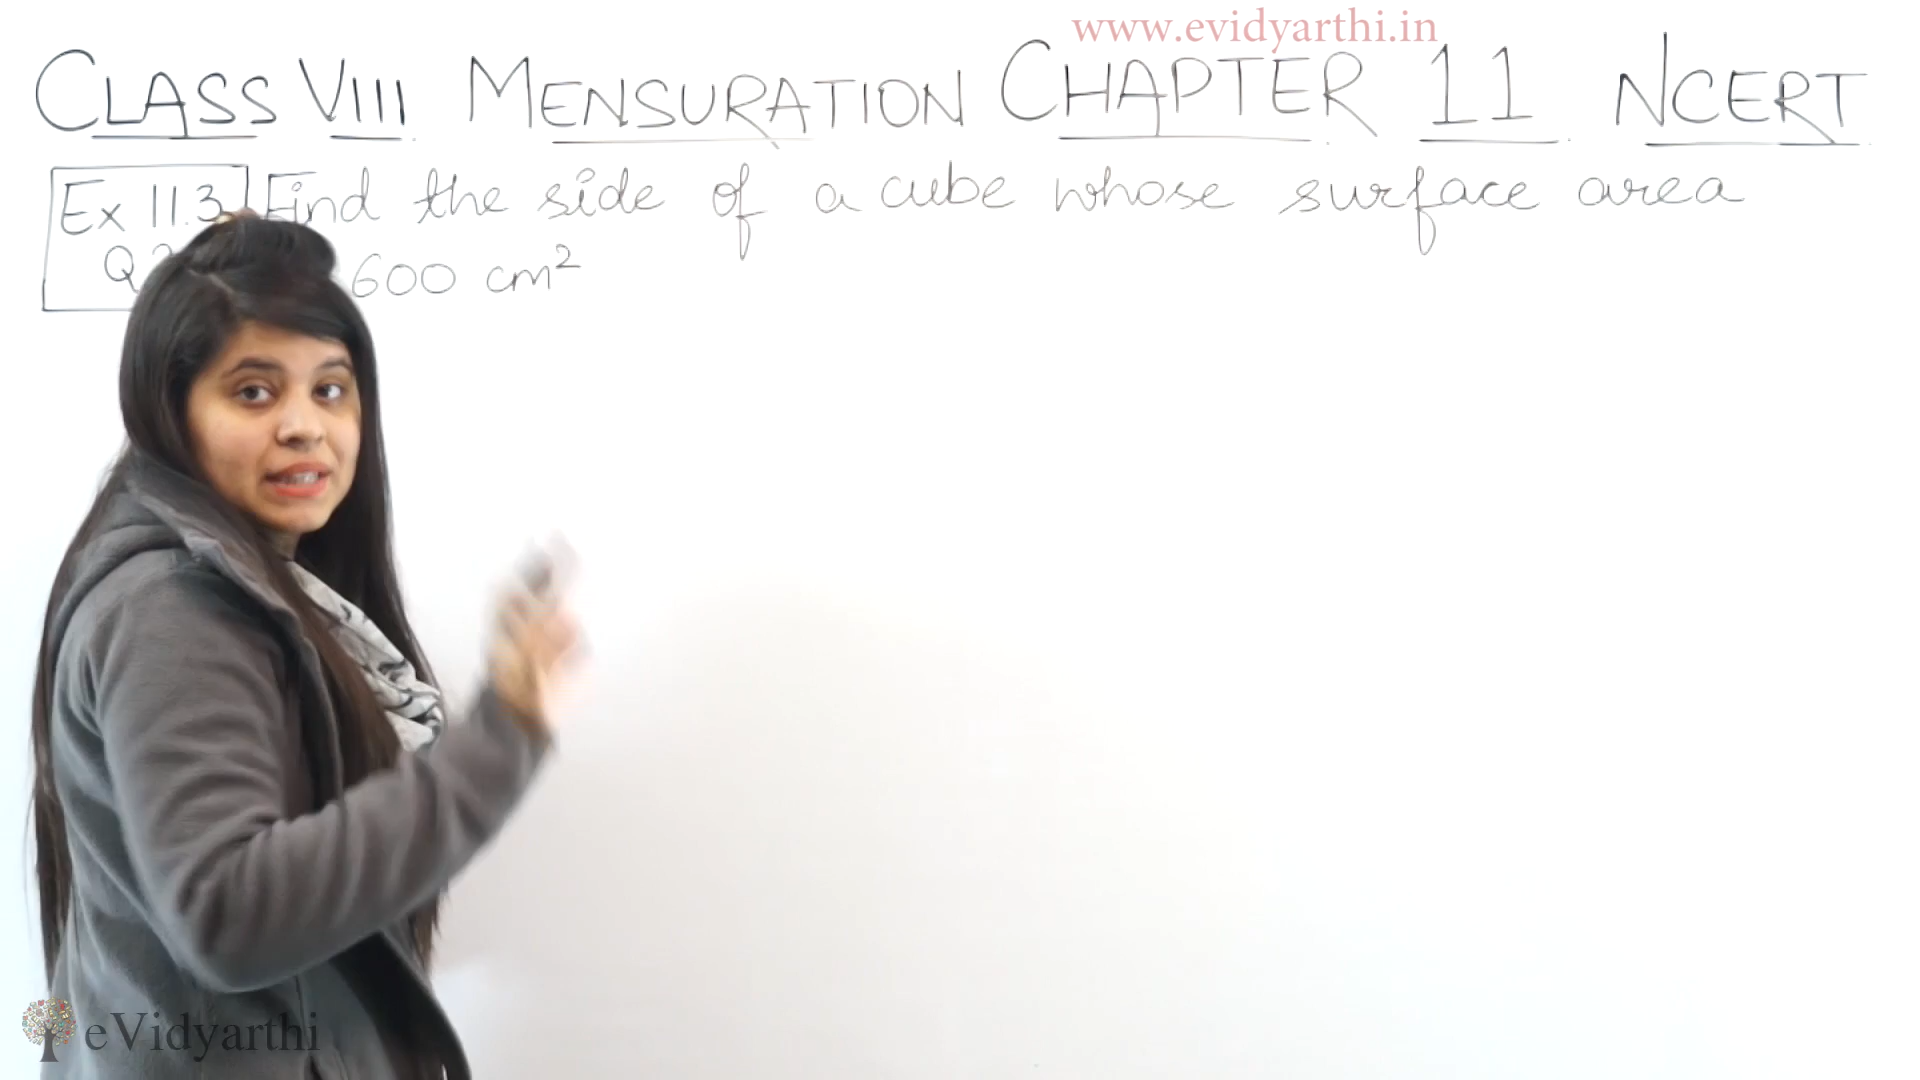 www.evidyarthi.in
CLASS VIII MENSURATION CHAPTER 11 NCERT
Ex 11.3 Find the side of a cube whose surface area
Q 600 cm²
eVidyarthi